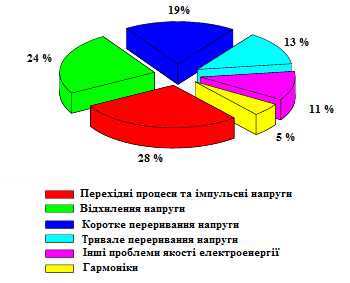 19%
13 %
24 %
11 %
5 %
28 %
Перехідні процеси та імпульсні напруги
Відхилення напруги
Коротке переривання напруги
Тривале переривання напруги
Інші проблеми якості електроенергії
Гармоніки